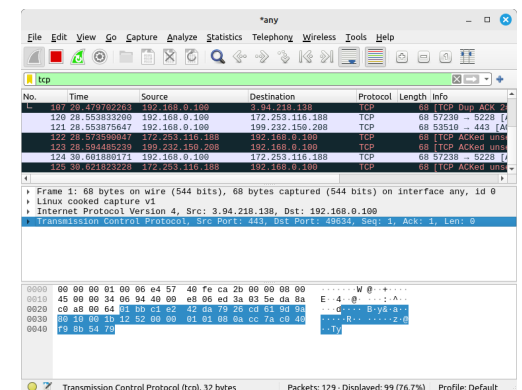 *any
File Edit View Go Capture Analyze Statistics Telephony Wireless Tools Help
tcp
No. Time Source Destination Protocol Length Info
107 20.479702263 192.168.0.100 3.94.218.138 TCP 68 [TCP Dup ACK
120 28.553833200 192.168.0.100 172.253.116.188 TCP 68 57230 → 5228 [A
121 28.553875647 192.168.0.100 199.232.150.208 TCP 68 53510 → 443 [A
122 28.573590047 172.253.116.188 192.168.0.100 TCP 68 [TCP ACKed uns
123 28.594485239 199.232.150.208 192.168.0.100 TCP 68 [TCP ACKed uns
124 30.601880171 192.168.0.100 172.253.116.188 TCP 68 57238 → 5228 [A
125 30.621823228 172.253.116.188 192.168.0.100 TCP 68 [TCP ACKed uns
Frame 1: 68 bytes on wire (544 bits), 68 bytes captured (544 bits) on interface any, id 0
Linux cooked capture v1
Internet Protocol Version 4, Src: 3.94.218.138, Dst: 192.168.0.100
Transmission Control Protocol, Src Port: 443, Dst Port: 49634, Seq: 1, Ack: 1, Len: 0
0000 00 00 00 01 00 06 e4 57 40 fe ca 2b 00 00 08 00 ·······W @··+····
0010 45 00 00 34 06 94 40 00 e8 06 ed 3a 03 5e da 8a E··4··@· ···:·^··
0020 c0 a8 00 64 01 bb c1 e2 42 da 79 26 cd 61 9d 9a ···d···· B·y&·a··
0030 80 10 00 1b 12 52 00 00 01 01 08 0a cc 7a c0 40 ·····R·· ·····z·@
0040 f9 8b 54 79 ··Ty
Transmission Control Protocol (tcp), 32 bytes Packets: 129 · Displayed: 99 (76.7%) Profile: Default